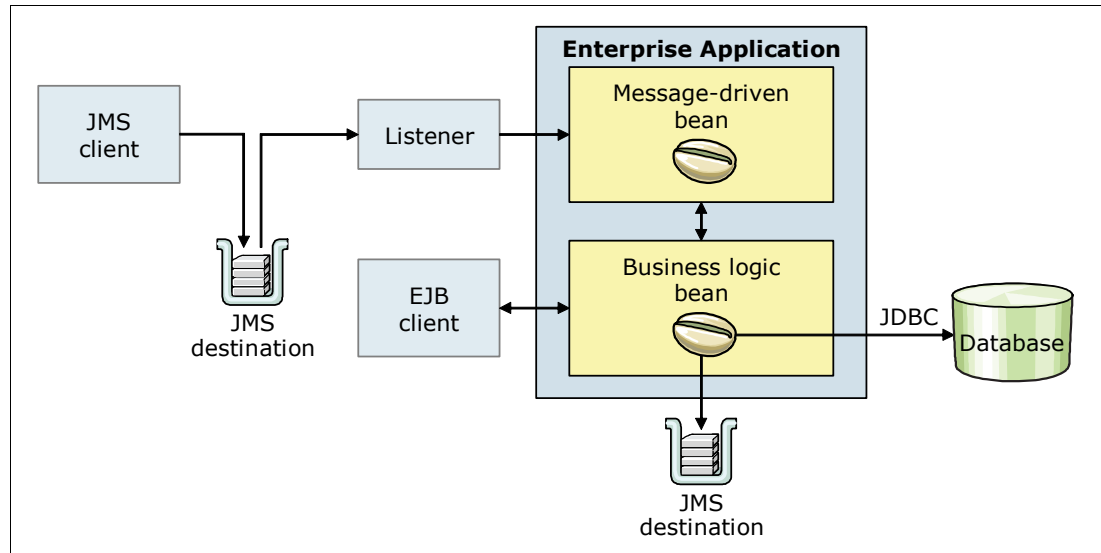 Enterprise Application
JMS
client
Listener
Message-driven
bean
JMS
destination
EJB
client
Business logic
bean
JDBC
Database
JMS
destination